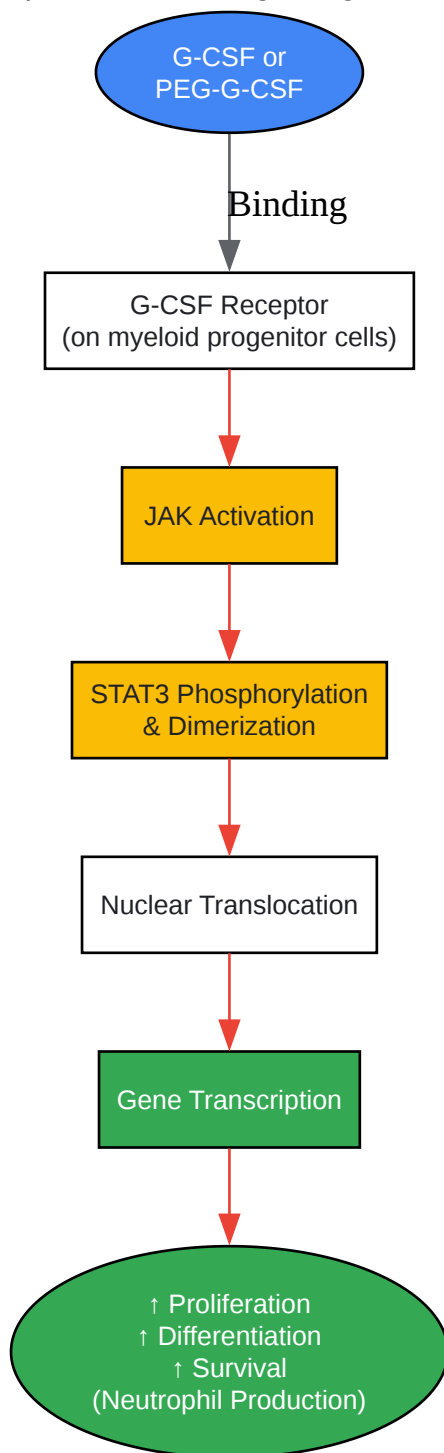 G-CSF or
PEG-G-CSF
Binding
G-CSF Receptor
(on myeloid progenitor cells)
JAK Activation
STAT3 Phosphorylation
& Dimerization
Nuclear Translocation
Gene Transcription
↑ Proliferation
↑ Differentiation
↑ Survival
(Neutrophil Production)